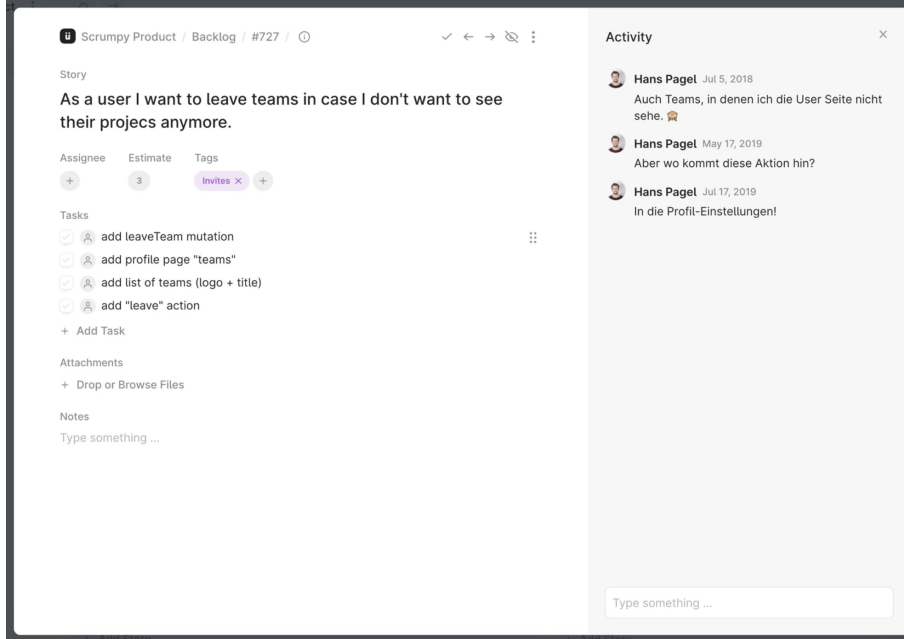 ü Scrumpy Product / Backlog / #727 /
Story
As a user I want to leave teams in case I don't want to see
their projecs anymore.
Assignee Estimate Tags
+ 3 Invites × +
Tasks
add leaveTeam mutation
add profile page "teams"
add list of teams (logo + title)
add "leave" action
+ Add Task
Attachments
+ Drop or Browse Files
Notes
Type something ...
Activity
Hans Pagel Jul 5, 2018
Auch Teams, in denen ich die User Seite nicht
sehe. 🙈
Hans Pagel May 17, 2019
Aber wo kommt diese Aktion hin?
Hans Pagel Jul 17, 2019
In die Profil-Einstellungen!
Type something ...
+ Add Story
+ Add Story